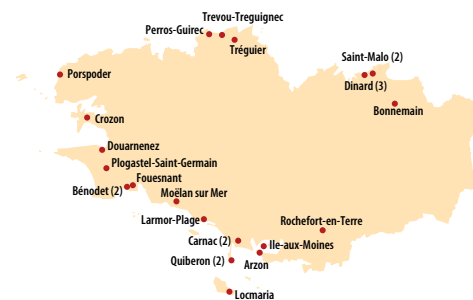 Trevou-Treguignec
Perros-Guirec
Tréguier
Saint-Malo (2)
Porspoder
Dinard (3)
Bonnemain
Crozon
Douarnenez
Plogastel-Saint-Germain
Fouesnant
Bénodet (2)
Moëlan sur Mer
Larmor-Plage
Rochefort-en-Terre
Carnac (2)
Ile-aux-Moines
Quiberon (2)
Arzon
Locmaria